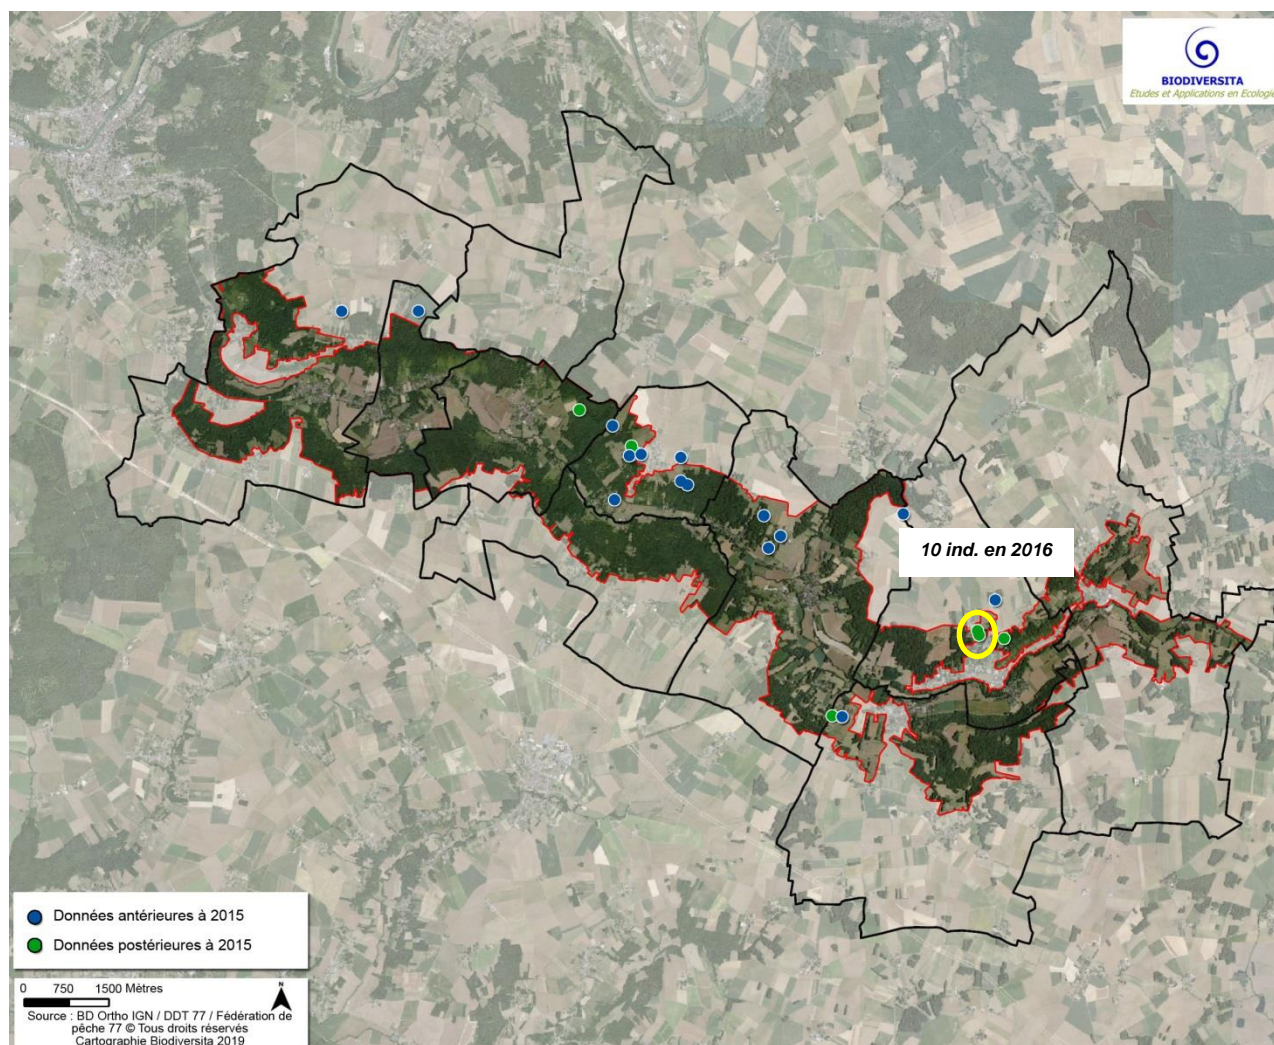 BIODIVERSITA
Etudes et Applications en Ecologie
10 ind. en 2016
Données antérieures à 2015
Données postérieures à 2015
0 750 1500 Mètres
N
Source : BD Ortho IGN / DDT 77 / Fédération de
pêche 77 © Tous droits réservés
Cartographie Biodiversita 2019